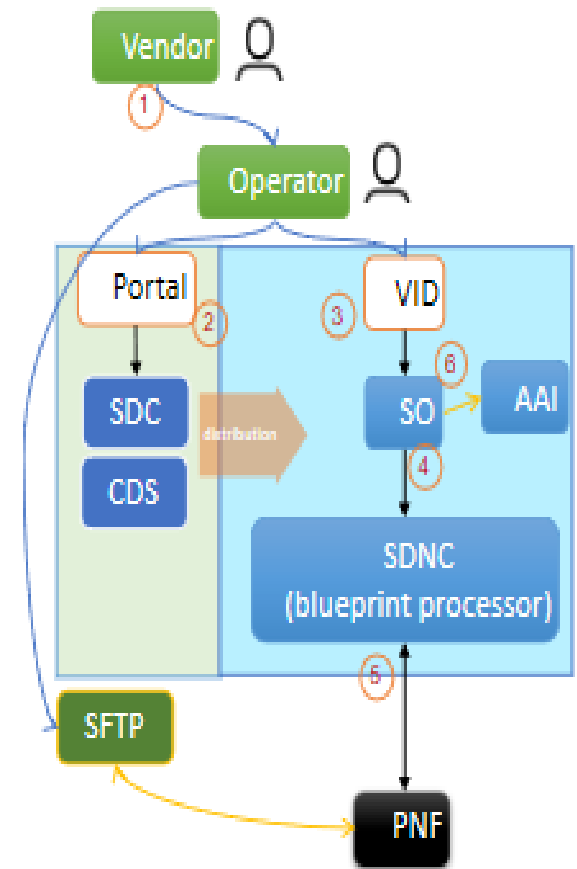 Vendor
1
Operator
Portal
2
VID
3
6
SDC
distribution
SO
AAI
CDS
4
SDNC
(blueprint processor)
5
SFTP
PNF